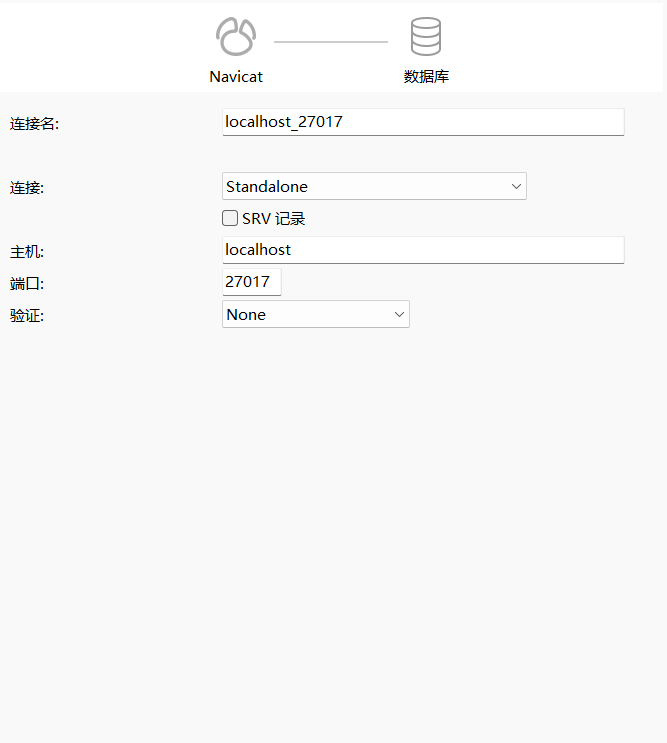 Navicat 数据库
连接名: localhost_27017
连接: Standalone
SRV 记录
主机: localhost
端口: 27017
验证: None